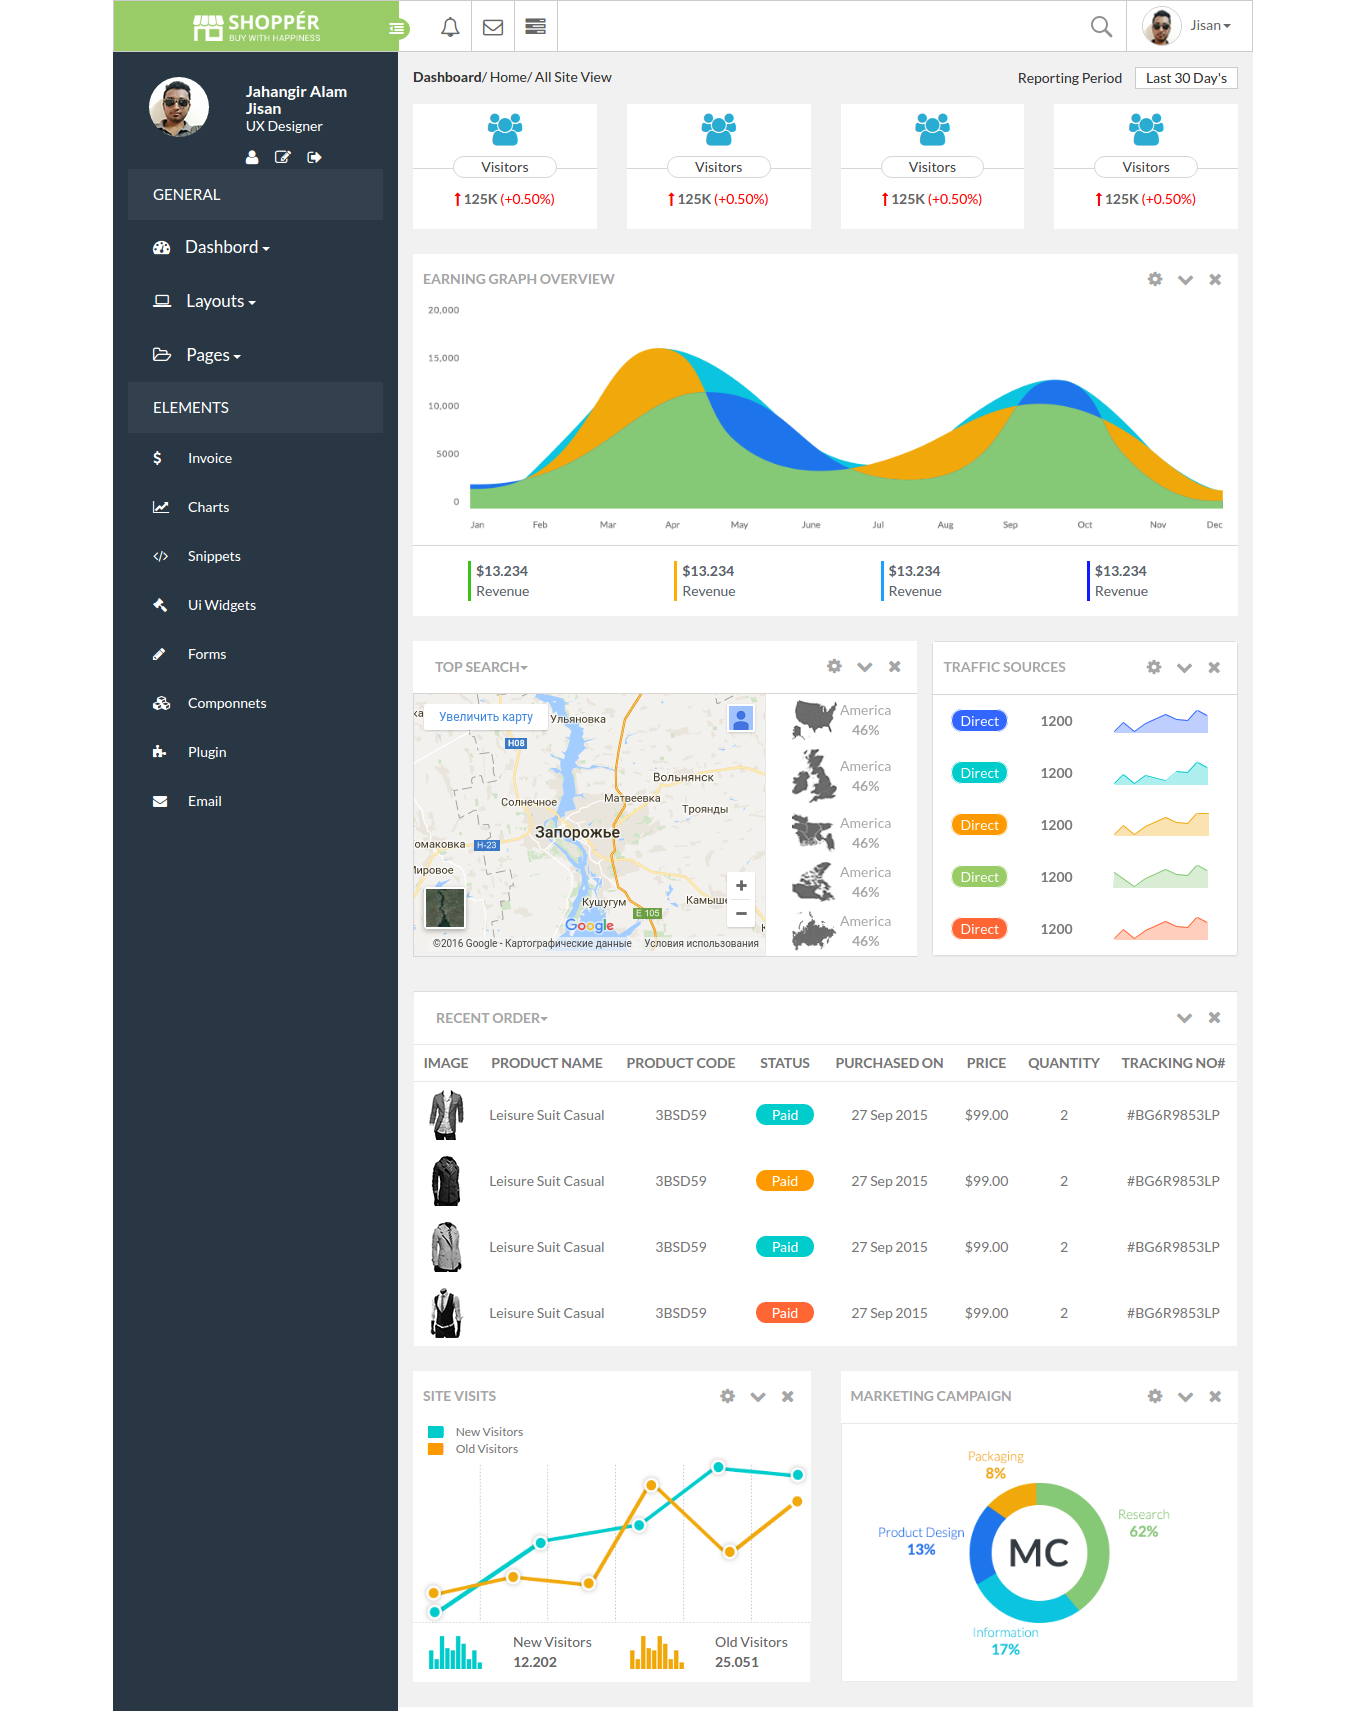 SHOPPÉR
BUY WITH HAPPINESS
Jisan
Jahangir Alam
Jisan
UX Designer
GENERAL
Dashbord
Layouts
Pages
ELEMENTS
Invoice
Charts
Snippets
Ui Widgets
Forms
Componnets
Plugin
Email
Dashboard/ Home/ All Site View
Reporting Period Last 30 Day's
Visitors Visitors Visitors Visitors
125K (+0.50%) 125K (+0.50%) 125K (+0.50%) 125K (+0.50%)
EARNING GRAPH OVERVIEW
20,000
15,000
10,000
5000
0
Jan Feb Mar Apr May June Jul Aug Sep Oct Nov Dec
$13.234 $13.234 $13.234 $13.234
Revenue Revenue Revenue Revenue
TOP SEARCH
Увеличить карту
Ульяновка
H08
Вольнянск
Солнечное
Матвеевка
Трояны
Запорожье
омаковка
H-23
Мировое
Кушугум
Камыше
E 105
Google
©2016 Google - Картографические данные Условия использования
America
46%
America
46%
America
46%
America
46%
America
46%
TRAFFIC SOURCES
Direct 1200
Direct 1200
Direct 1200
Direct 1200
Direct 1200
RECENT ORDER
IMAGE PRODUCT NAME PRODUCT CODE STATUS PURCHASED ON PRICE QUANTITY TRACKING NO#
Leisure Suit Casual 3BSD59 Paid 27 Sep 2015 $99.00 2 #BG6R9853LP
Leisure Suit Casual 3BSD59 Paid 27 Sep 2015 $99.00 2 #BG6R9853LP
Leisure Suit Casual 3BSD59 Paid 27 Sep 2015 $99.00 2 #BG6R9853LP
Leisure Suit Casual 3BSD59 Paid 27 Sep 2015 $99.00 2 #BG6R9853LP
SITE VISITS
New Visitors
Old Visitors
New Visitors
12.202
Old Visitors
25.051
MARKETING CAMPAIGN
Packaging
8%
Research
62%
Product Design
13%
MC
Information
17%